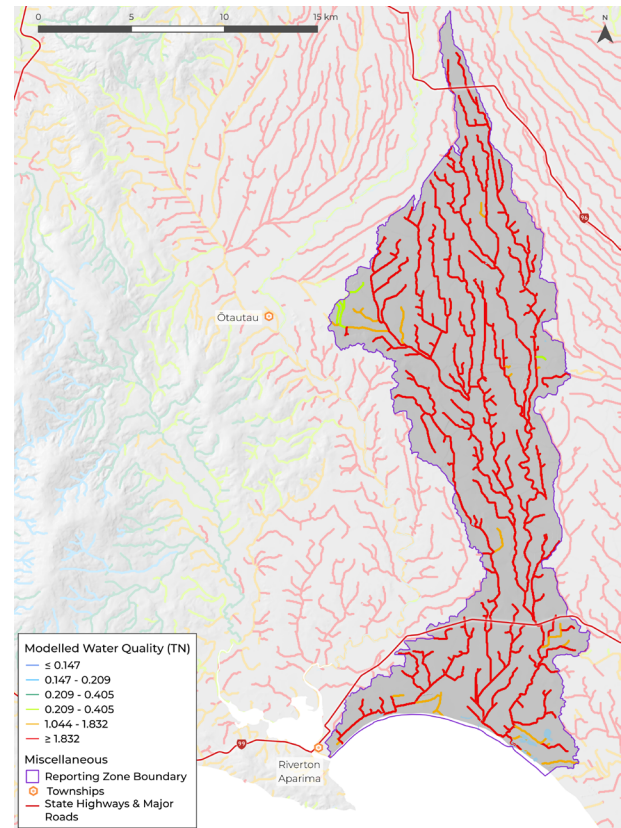 0 5 10 15 km
N
96
Ōtautau
Modelled Water Quality (TN)
≤ 0.147
0.147 - 0.209
0.209 - 0.405
0.209 - 0.405
1.044 - 1.832
≥ 1.832
Miscellaneous
Reporting Zone Boundary
Townships
State Highways & Major
Roads
99
Riverton
Aparima